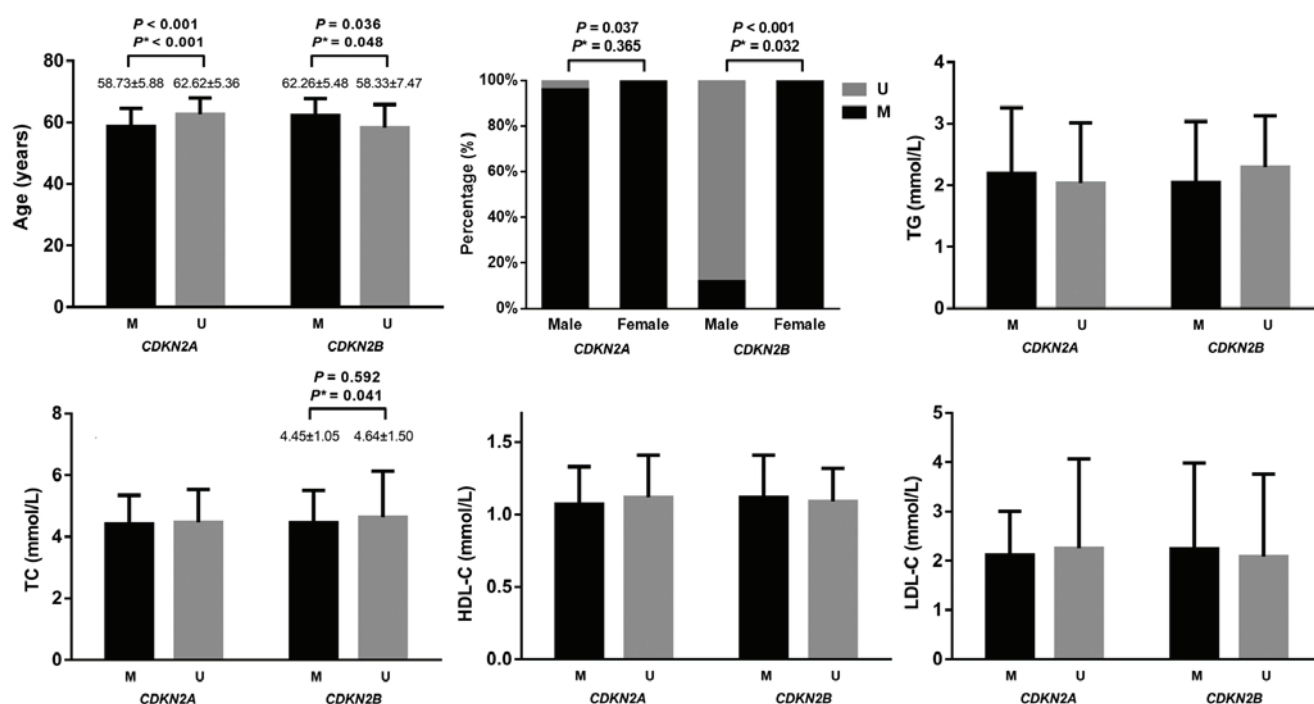 P < 0.001
P* < 0.001
P = 0.036
P* = 0.048
58.73±5.88 62.62±5.36 62.26±5.48 58.33±7.47
Age (years)
80
60
40
20
0
M U M U
CDKN2A CDKN2B
P = 0.037
P* = 0.365
P < 0.001
P* = 0.032
U
M
Percentage (%)
100%
80%
60%
40%
20%
0%
Male Female Male Female
CDKN2A CDKN2B
TG (mmol/L)
4
3
2
1
0
M U M U
CDKN2A CDKN2B
P = 0.592
P* = 0.041
4.45±1.05 4.64±1.50
TC (mmol/L)
8
6
4
2
0
M U M U
CDKN2A CDKN2B
HDL-C (mmol/L)
1.5
1.0
0.5
0.0
M U M U
CDKN2A CDKN2B
LDL-C (mmol/L)
5
4
3
2
1
0
M U M U
CDKN2A CDKN2B